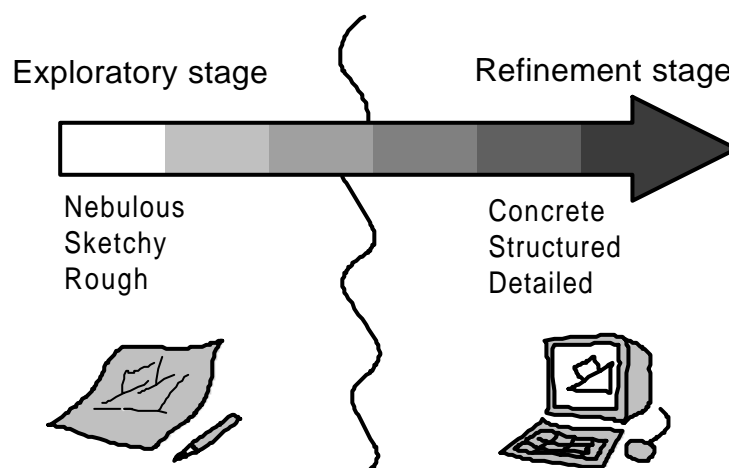 Exploratory stage
Refinement stage
Nebulous
Sketchy
Rough
Concrete
Structured
Detailed